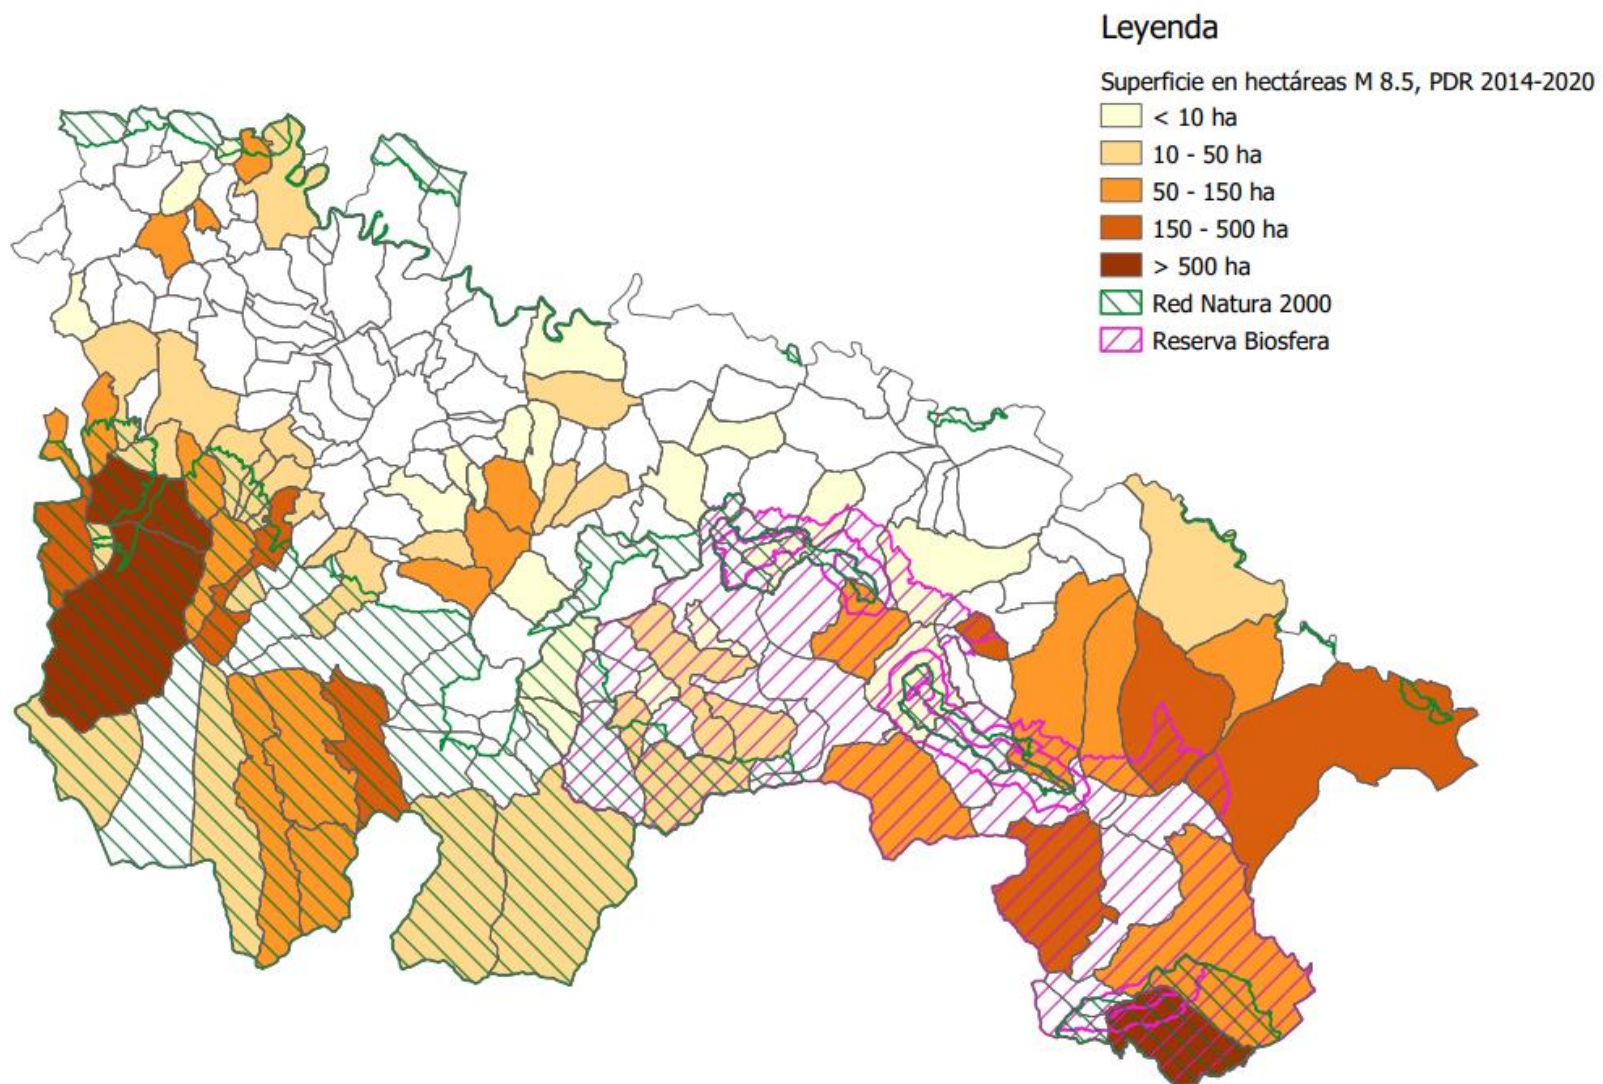 Leyenda
Superficie en hectáreas M 8.5, PDR 2014-2020
< 10 ha
10 - 50 ha
50 - 150 ha
150 - 500 ha
> 500 ha
Red Natura 2000
Reserva Biosfera